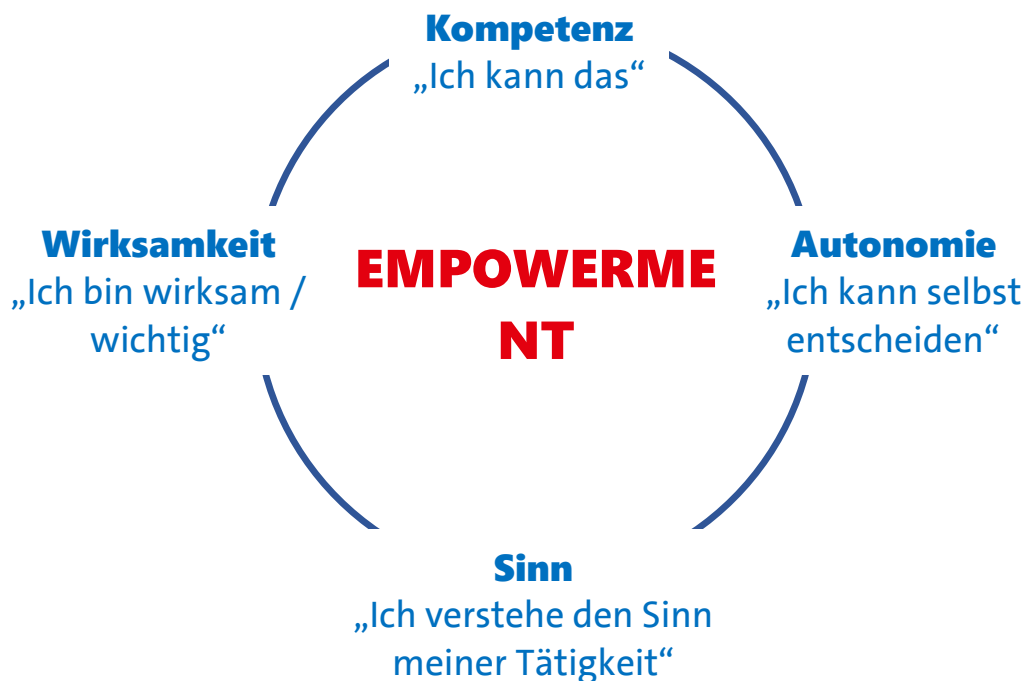 Kompetenz
„Ich kann das“
Wirksamkeit
„Ich bin wirksam /
wichtig“
EMPOWERME
NT
Autonomie
„Ich kann selbst
entscheiden“
Sinn
„Ich verstehe den Sinn
meiner Tätigkeit“